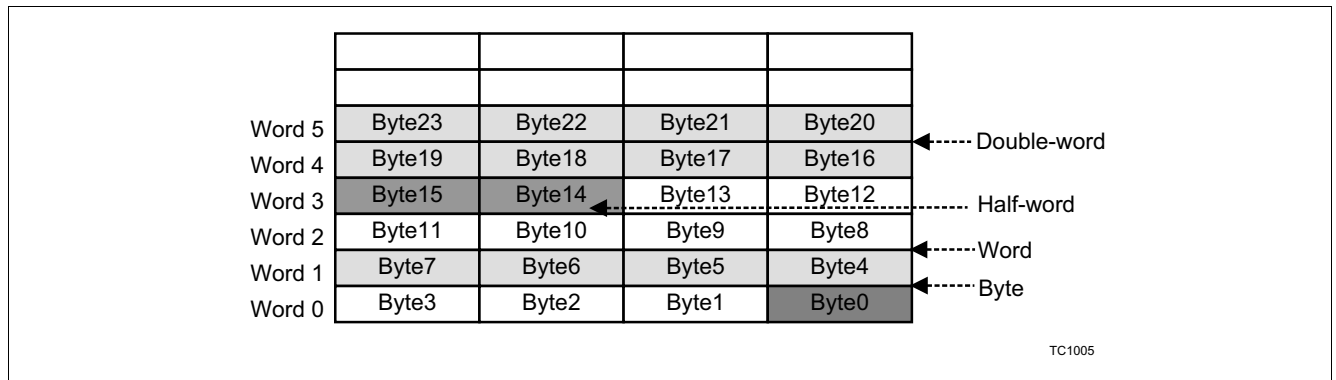 Word 5 Byte23 Byte22 Byte21 Byte20
Double-word
Word 4 Byte19 Byte18 Byte17 Byte16
Word 3 Byte15 Byte14 Byte13 Byte12
Half-word
Word 2 Byte11 Byte10 Byte9 Byte8
Word
Word 1 Byte7 Byte6 Byte5 Byte4
Byte
Word 0 Byte3 Byte2 Byte1 Byte0
TC1005